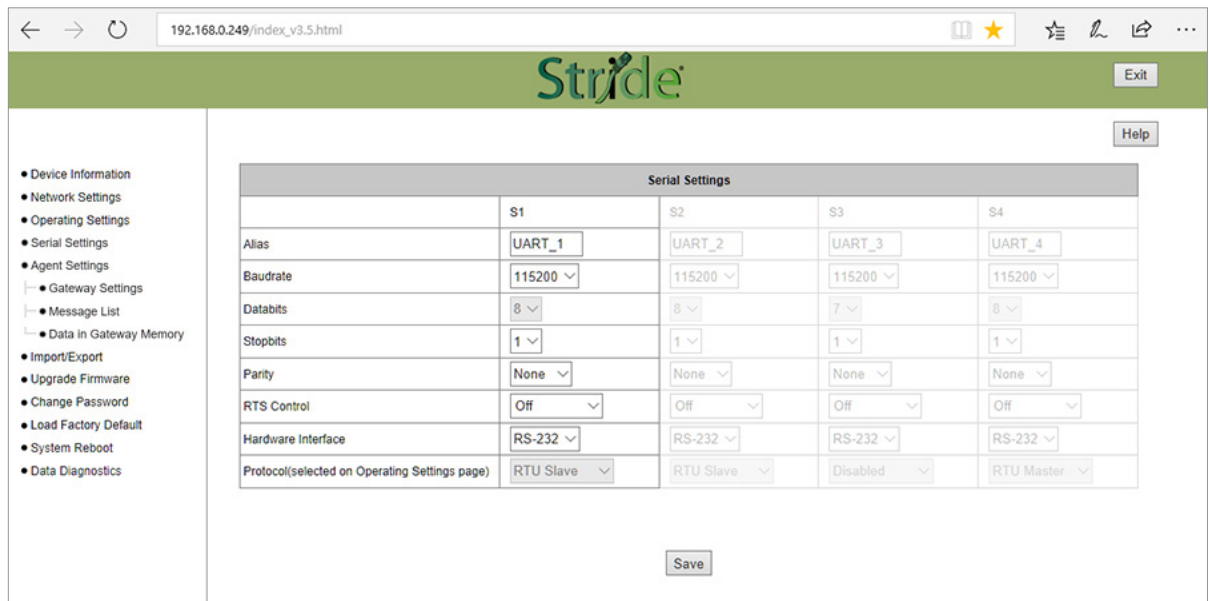 192.168.0.249/index_v3.5.html
Stride
Exit
Help
Device Information
Network Settings
Operating Settings
Serial Settings
Agent Settings
Gateway Settings
Message List
Data in Gateway Memory
Import/Export
Upgrade Firmware
Change Password
Load Factory Default
System Reboot
Data Diagnostics
Serial Settings
S1 S2 S3 S4
Alias UART_1 UART_2 UART_3 UART_4
Baudrate 115200 115200 115200 115200
Databits 8 8 7 8
Stopbits 1 1 1 1
Parity None None None None
RTS Control Off Off Off Off
Hardware Interface RS-232 RS-232 RS-232 RS-232
Protocol(selected on Operating Settings page) RTU Slave RTU Slave Disabled RTU Master
Save